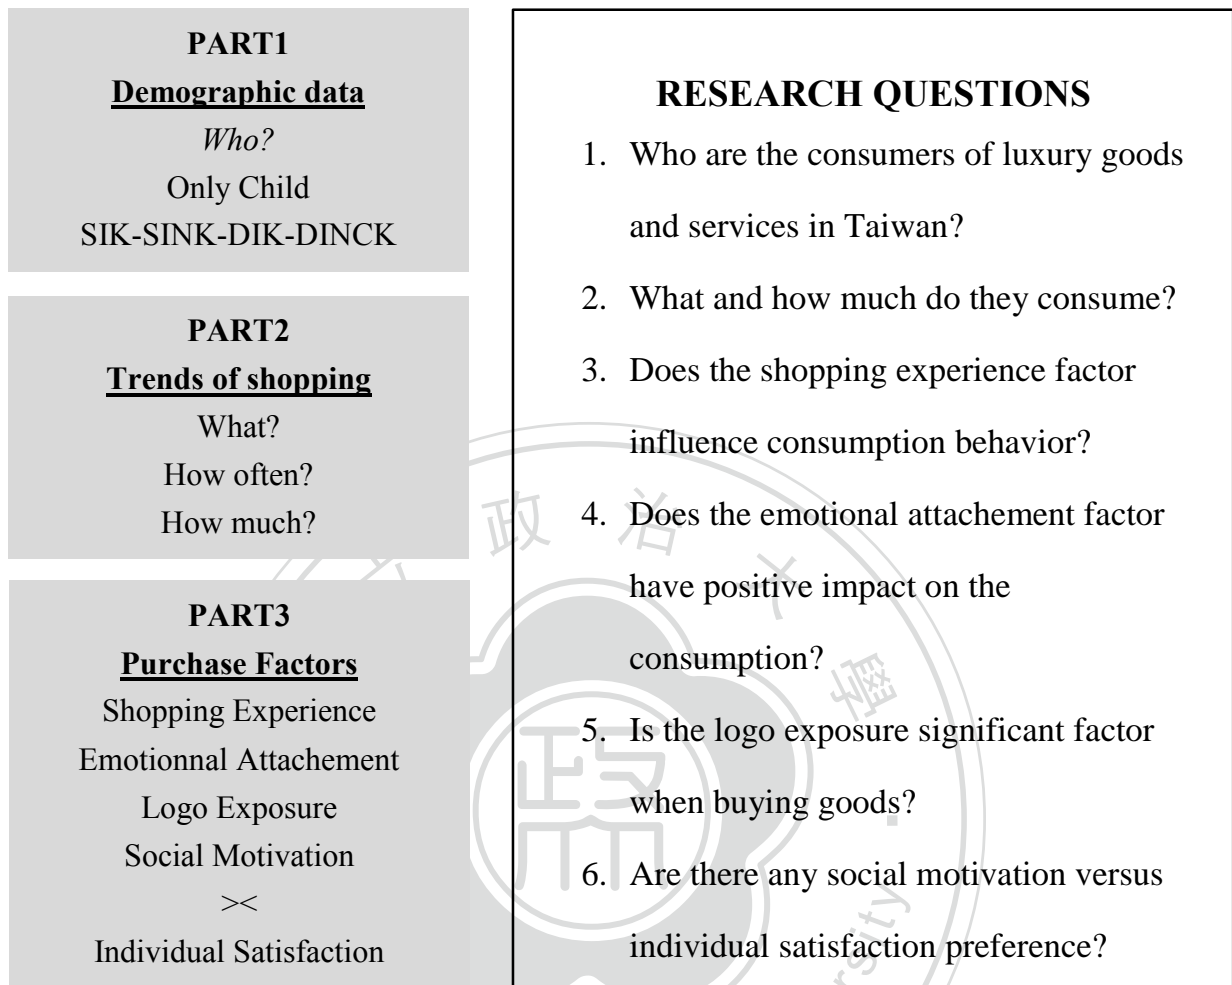 PART1
Demographic data
Who?
Only Child
SIK-SINK-DIK-DINCK
PART2
Trends of shopping
What?
How often?
How much?
PART3
Purchase Factors
Shopping Experience
Emotionnal Attachement
Logo Exposure
Social Motivation
><
Individual Satisfaction
RESEARCH QUESTIONS
1. Who are the consumers of luxury goods
and services in Taiwan?
2. What and how much do they consume?
3. Does the shopping experience factor
influence consumption behavior?
4. Does the emotional attachement factor
have positive impact on the
consumption?
5. Is the logo exposure significant factor
when buying goods?
6. Are there any social motivation versus
individual satisfaction preference?
政治大學